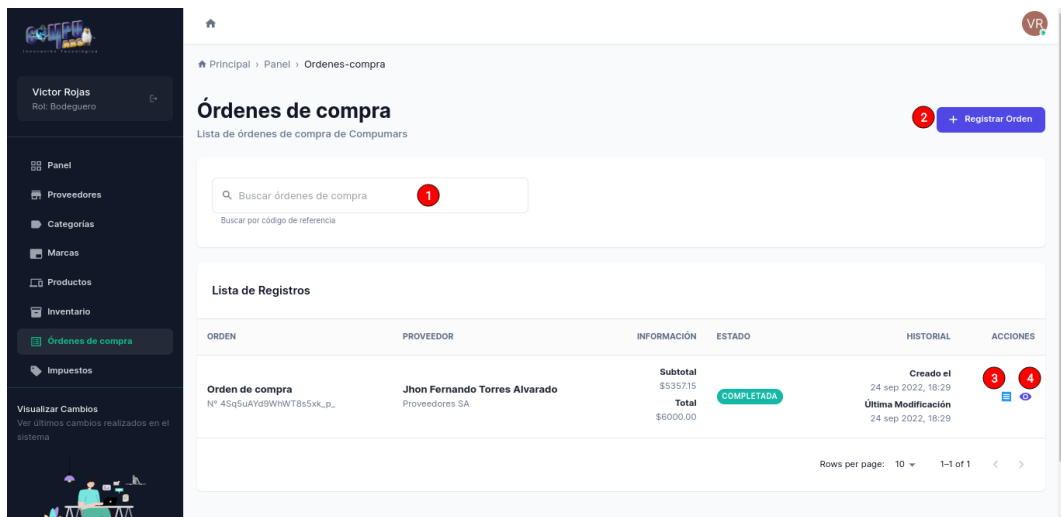 COMPU
Innovación Tecnológica
VR
Principal › Panel › Ordenes-compra
Victor Rojas
Rol: Bodeguero
Órdenes de compra
Lista de órdenes de compra de Compumars
2
+ Registrar Orden
Panel
Proveedores
Categorías
Marcas
Productos
Inventario
Órdenes de compra
Impuestos
Visualizar Cambios
Ver últimos cambios realizados en el
sistema
Buscar órdenes de compra
1
Buscar por código de referencia
Lista de Registros
ORDEN PROVEEDOR INFORMACIÓN ESTADO HISTORIAL ACCIONES
Orden de compra
N° 4Sq5uAYd9WhWT8s5xk_p_
Jhon Fernando Torres Alvarado
Proveedores SA
Subtotal
$5357.15
Total
$6000.00
COMPLETADA
Creado el
24 sep 2022, 18:29
Última Modificación
24 sep 2022, 18:29
3 4
Rows per page: 10 1–1 of 1